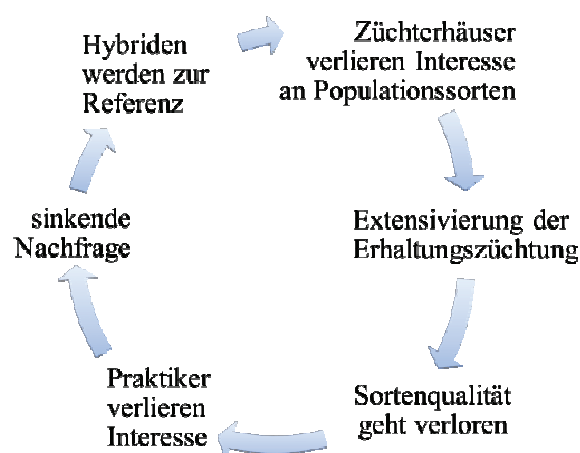 Hybriden
werden zur
Referenz
Züchterhäuser
verlieren Interesse
an Populationssorten
Extensivierung der
Erhaltungszüchtung
Sortenqualität
geht verloren
Praktiker
verlieren
Interesse
sinkende
Nachfrage